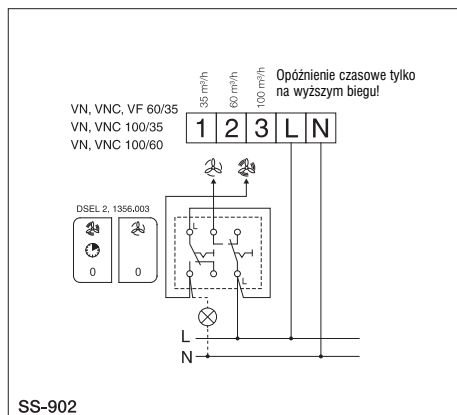 35 m³/h
60 m³/h
100 m³/h
Opóźnienie czasowe tylko
na wyższym biegu!
VN, VNC, VF 60/35
VN, VNC 100/35
VN, VNC 100/60
1 2 3 L N
DSEL 2, 1356.003
0 0
L
L
L
N
SS-902